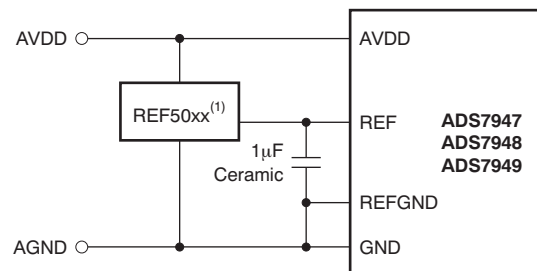 AVDD
AVDD
REF50xx(1)
REF
ADS7947
ADS7948
ADS7949
1μF
Ceramic
REFGND
AGND
GND